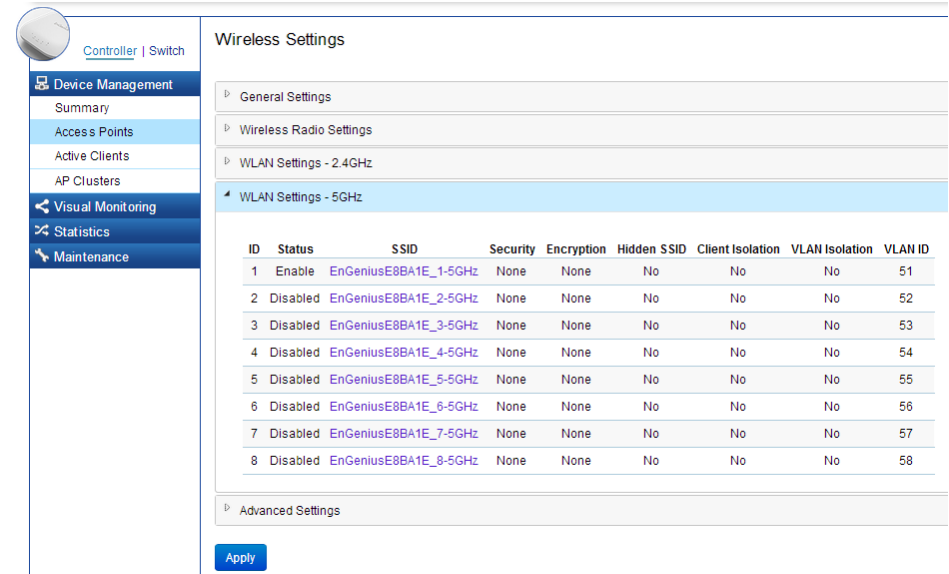 Controller | Switch
Device Management
Summary
Access Points
Active Clients
AP Clusters
Visual Monitoring
Statistics
Maintenance
Wireless Settings
General Settings
Wireless Radio Settings
WLAN Settings - 2.4GHz
WLAN Settings - 5GHz
ID Status SSID Security Encryption Hidden SSID Client Isolation VLAN Isolation VLAN ID
1 Enable EnGeniusE8BA1E_1-5GHz None None No No No 51
2 Disabled EnGeniusE8BA1E_2-5GHz None None No No No 52
3 Disabled EnGeniusE8BA1E_3-5GHz None None No No No 53
4 Disabled EnGeniusE8BA1E_4-5GHz None None No No No 54
5 Disabled EnGeniusE8BA1E_5-5GHz None None No No No 55
6 Disabled EnGeniusE8BA1E_6-5GHz None None No No No 56
7 Disabled EnGeniusE8BA1E_7-5GHz None None No No No 57
8 Disabled EnGeniusE8BA1E_8-5GHz None None No No No 58
Advanced Settings
Apply